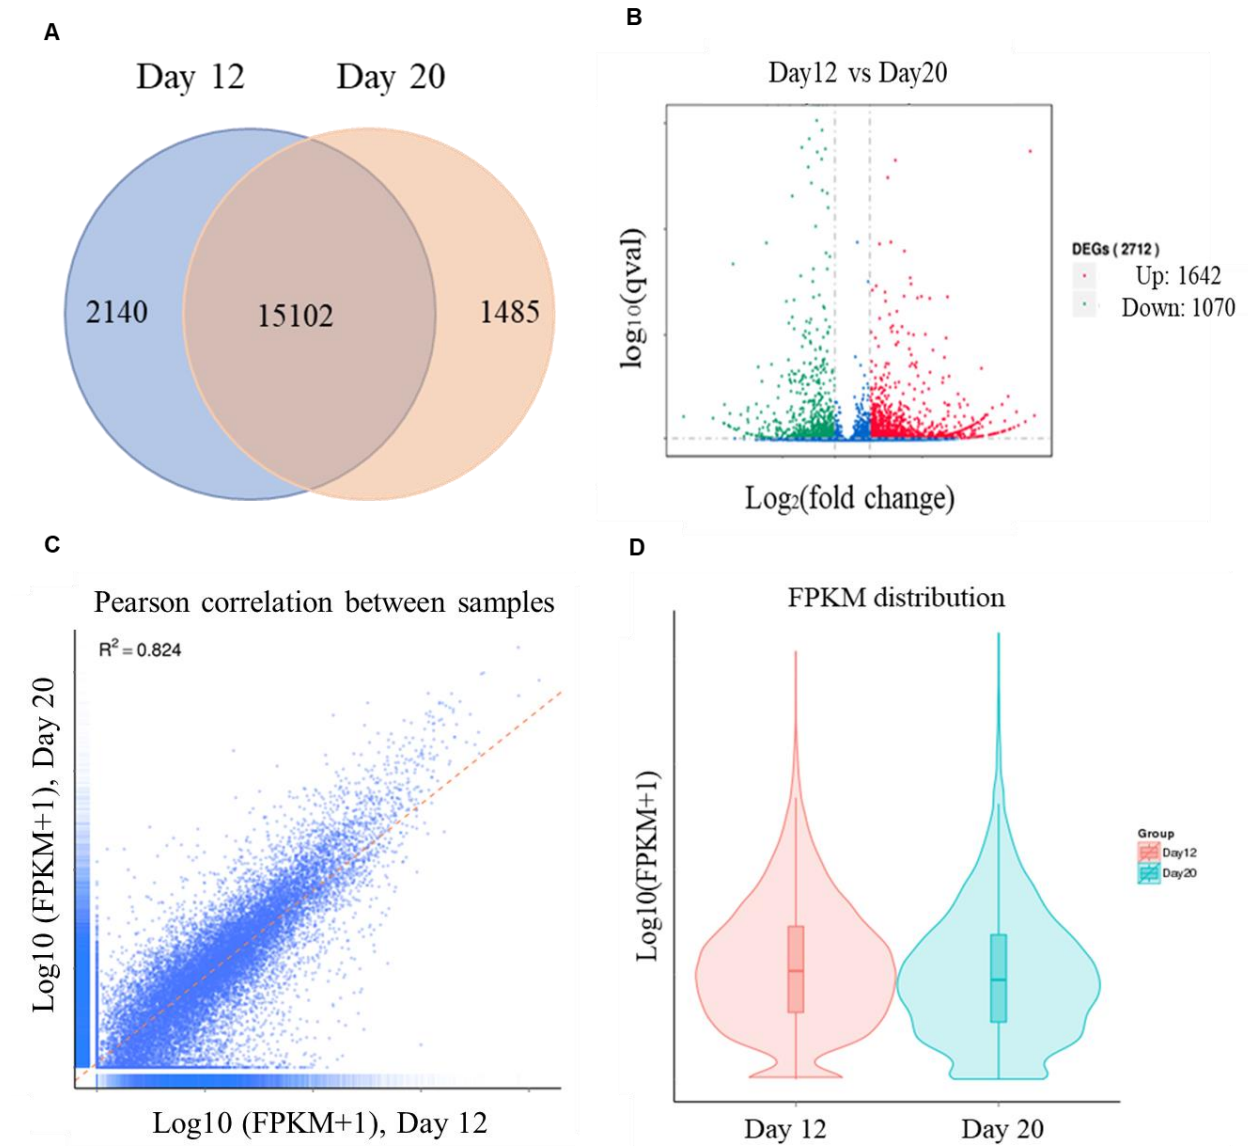 A
Day 12
Day 20
2140
15102
1485
B
Day12 vs Day20
log10(qval)
Log2(fold change)
DEGs ( 2712 )
Up: 1642
Down: 1070
C
Pearson correlation between samples
R2 = 0.824
Log10 (FPKM+1), Day 20
Log10 (FPKM+1), Day 12
D
FPKM distribution
Log10(FPKM+1)
Day 12
Day 20
Group
Day12
Day20